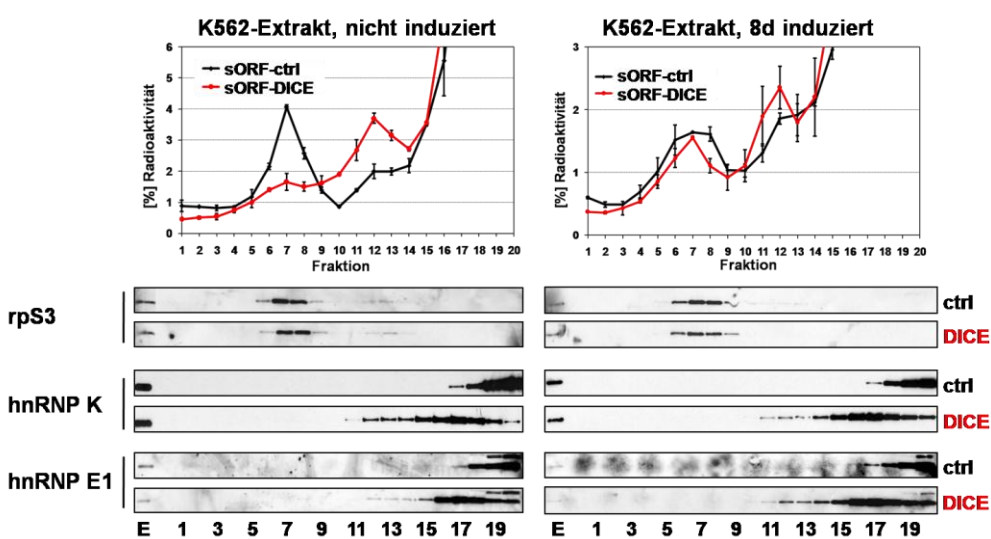 K562-Extrakt, nicht induziert
K562-Extrakt, 8d induziert
6
5
4
3
2
1
0
[%] Radioaktivität
sORF-ctrl
sORF-DICE
1 2 3 4 5 6 7 8 9 10 11 12 13 14 15 16 17 18 19 20
Fraktion
3
2
1
0
[%] Radioaktivität
sORF-ctrl
sORF-DICE
1 2 3 4 5 6 7 8 9 10 11 12 13 14 15 16 17 18 19 20
Fraktion
rpS3
ctrl
DICE
hnRNP K
ctrl
DICE
hnRNP E1
ctrl
DICE
E 1 3 5 7 9 11 13 15 17 19
E 1 3 5 7 9 11 13 15 17 19